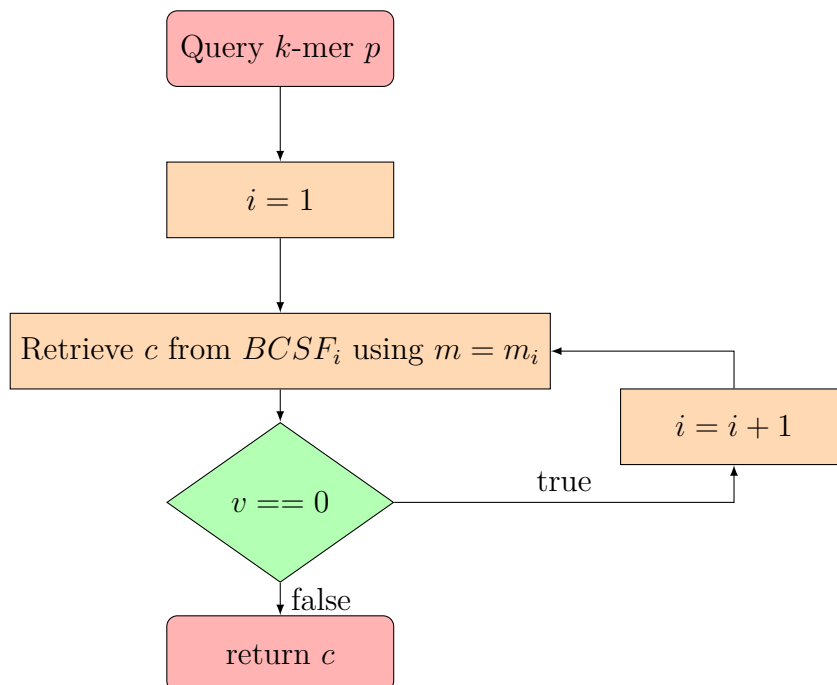 Query k-mer p
i = 1
Retrieve c from BCSF_i using m = m_i
i = i + 1
v == 0
true
false
return c